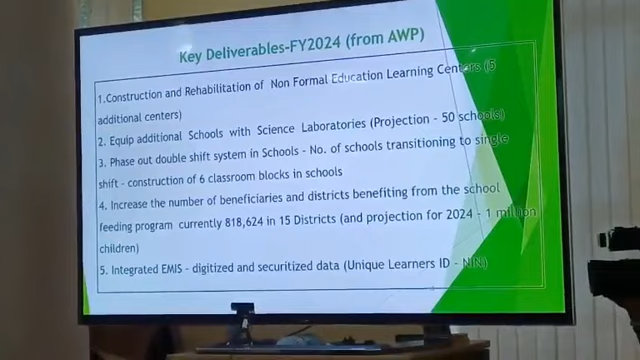 Key Deliverables-FY2024 (from AWP)
1.Construction and Rehabilitation of Non Formal Education Learning Centers (5
additional centers)
2. Equip additional Schools with Science Laboratories (Projection - 50 schools)
3. Phase out double shift system in Schools - No. of schools transitioning to single
shift - construction of 6 classroom blocks in schools
4. Increase the number of beneficiaries and districts benefiting from the school
feeding program currently 818,624 in 15 Districts (and projection for 2024 - 1 million
children)
5. Integrated EMIS - digitized and securitized data (Unique Learners ID - NIN)